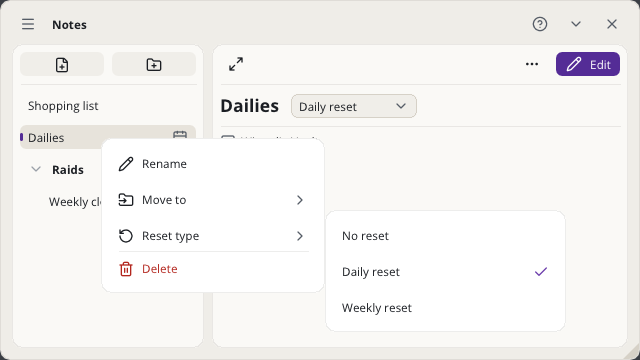 Notes
Edit
Shopping list
Dailies
Daily reset
Dailies
Raids
Rename
Weekly
Move to
Reset type
No reset
Delete
Daily reset
Weekly reset